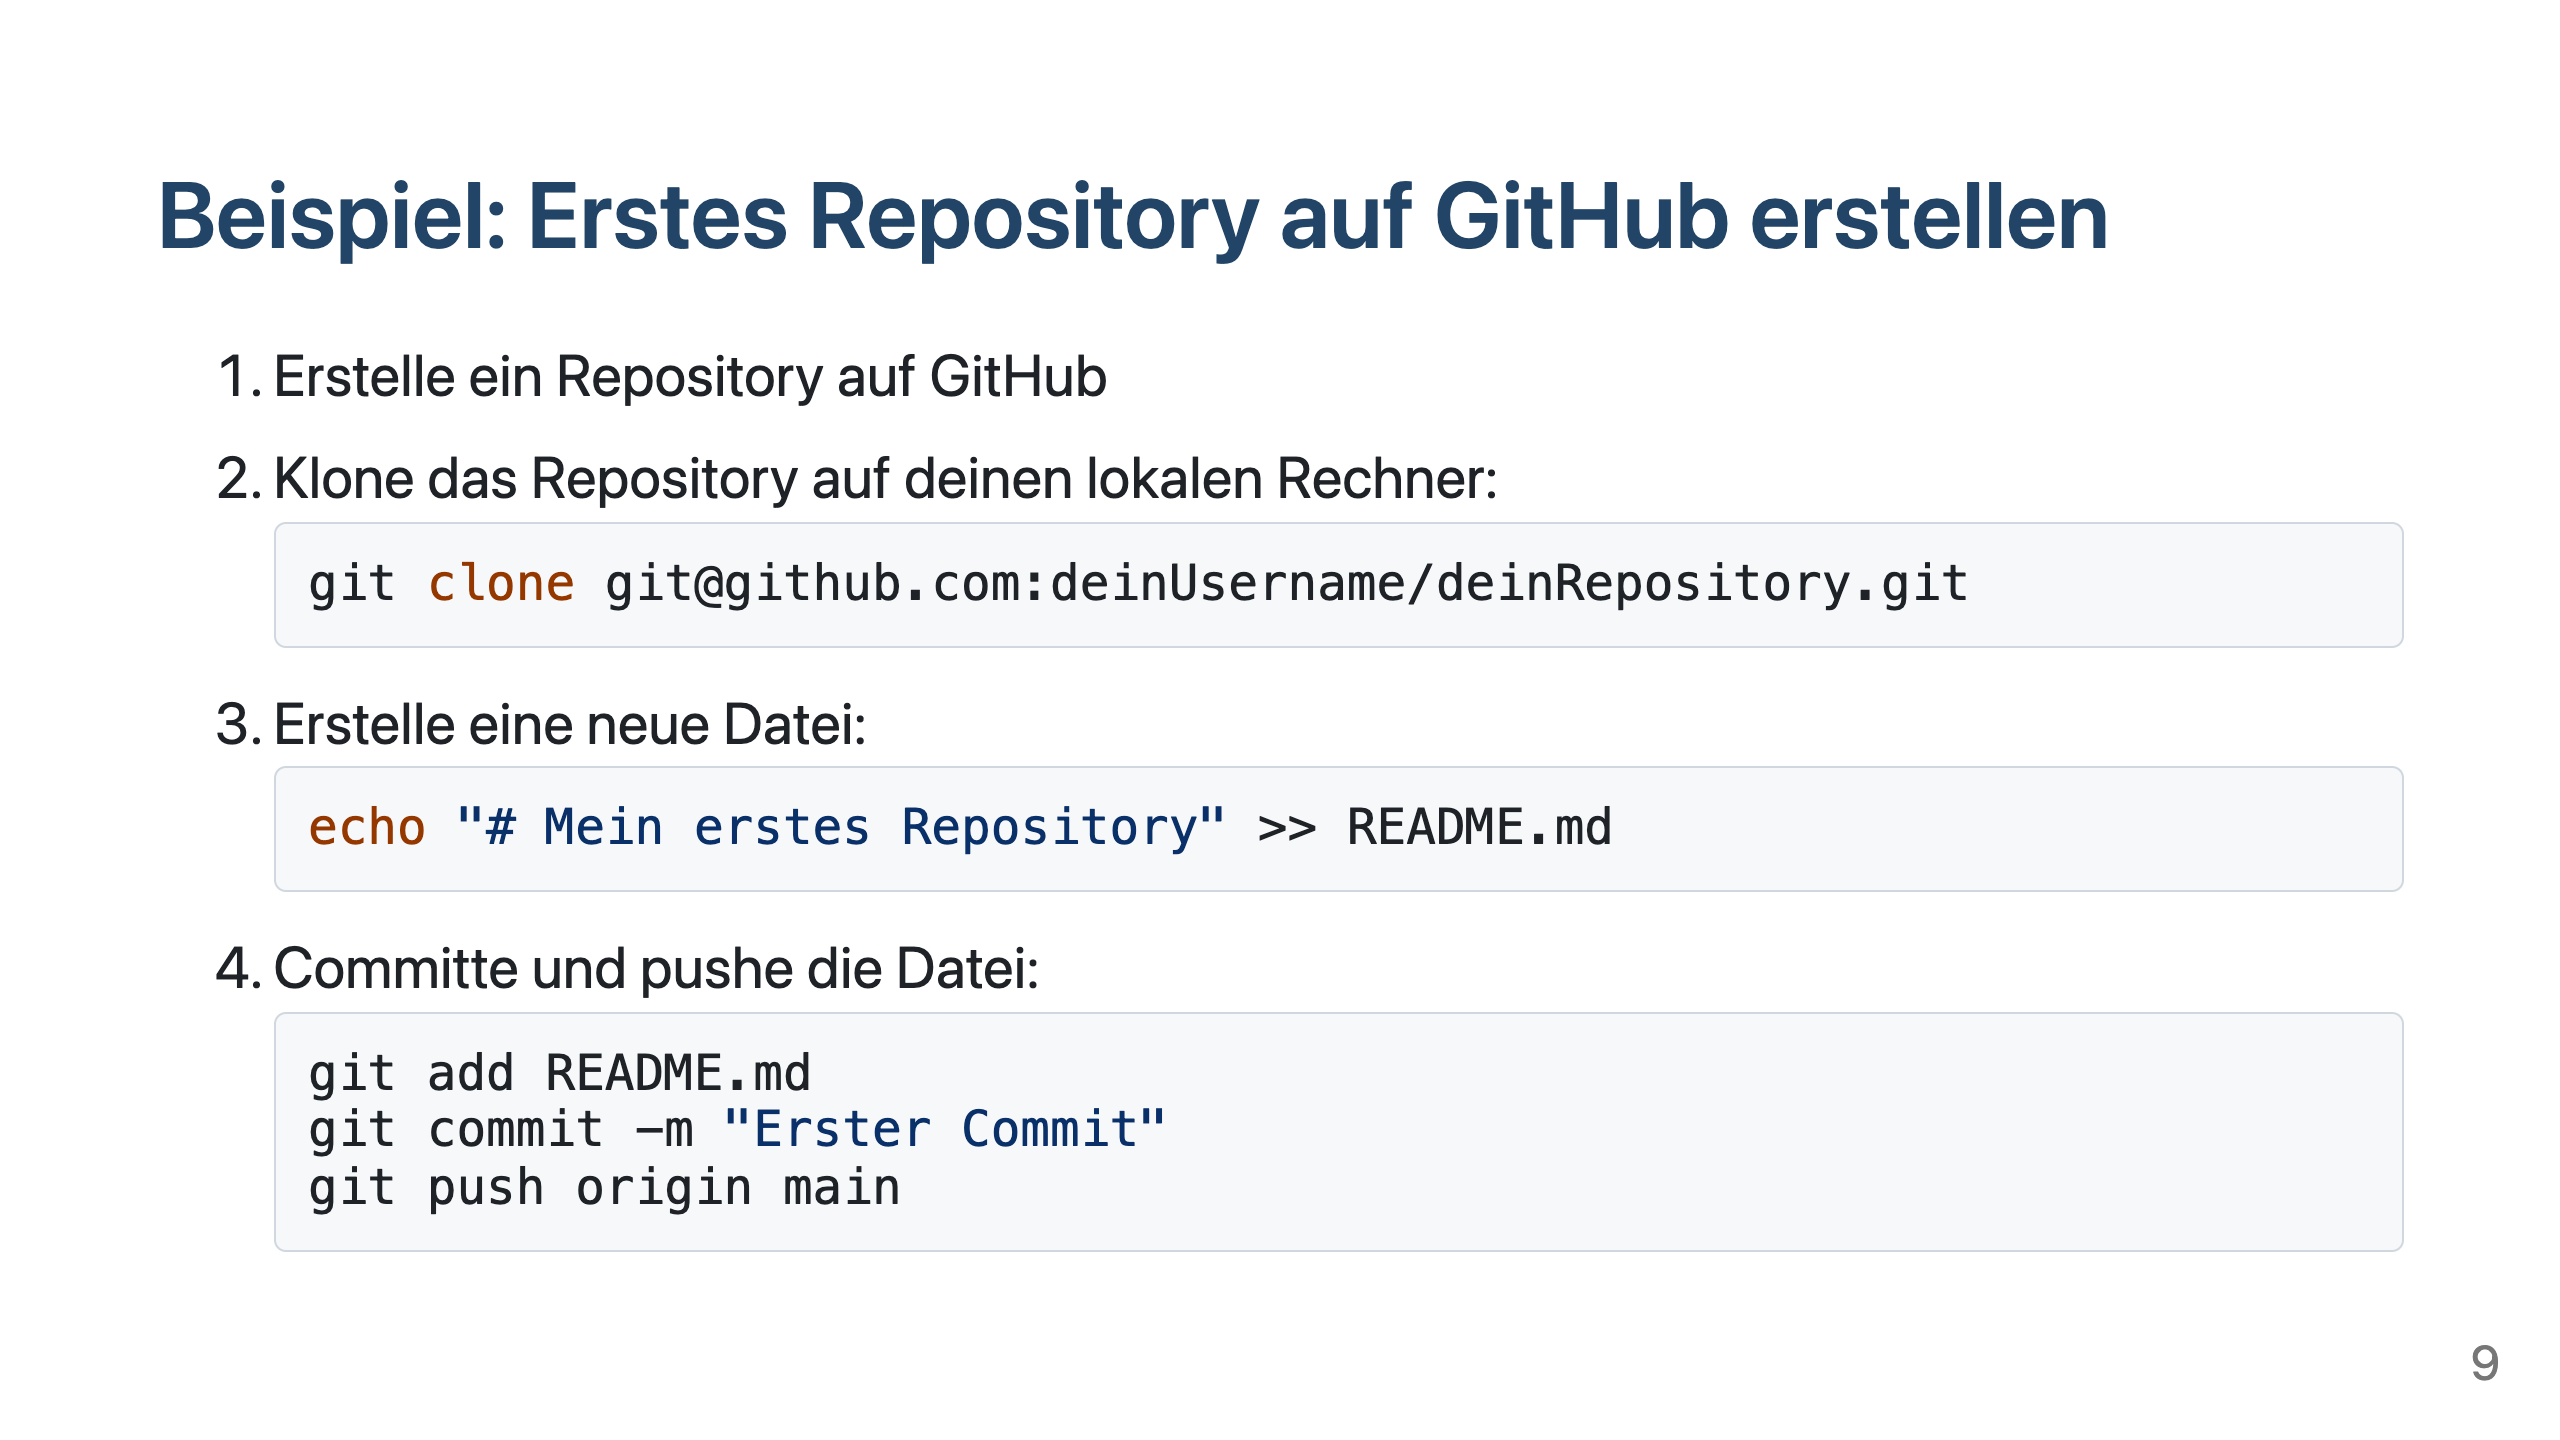 Beispiel: Erstes Repository auf GitHub erstellen
1. Erstelle ein Repository auf GitHub
2. Klone das Repository auf deinen lokalen Rechner:
git clone git@github.com:deinUsername/deinRepository.git
3. Erstelle eine neue Datei:
echo "# Mein erstes Repository" >> README.md
4. Committe und pushe die Datei:
git add README.md
git commit -m "Erster Commit"
git push origin main
9